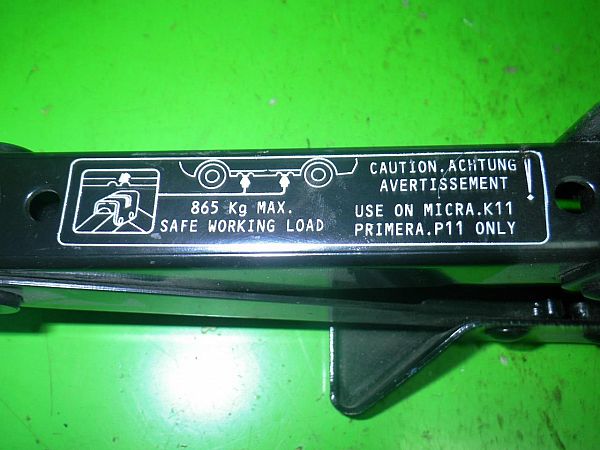 CAUTION.ACHTUNG
AVERTISSEMENT !
865 Kg MAX.
SAFE WORKING LOAD
USE ON MICRA.K11
PRIMERA.P11 ONLY